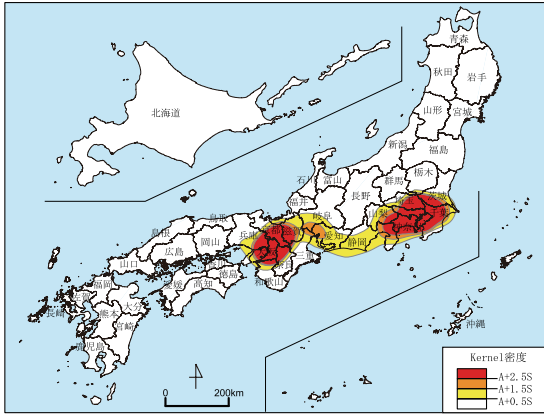 青森
秋田
岩手
北海道
山形
宮城
新潟
福島
石川
富山
栃木
群馬
福井
長野
茨城
岐阜
山梨
鳥取
島根
兵庫
愛知
静岡
岡山
広島
三重
山口
徳島
和歌山
福岡
愛媛
高知
佐賀
大分
長崎
熊本
宮崎
沖縄
鹿児島
0
200km
Kernel密度
A+2.5S
A+1.5S
A+0.5S